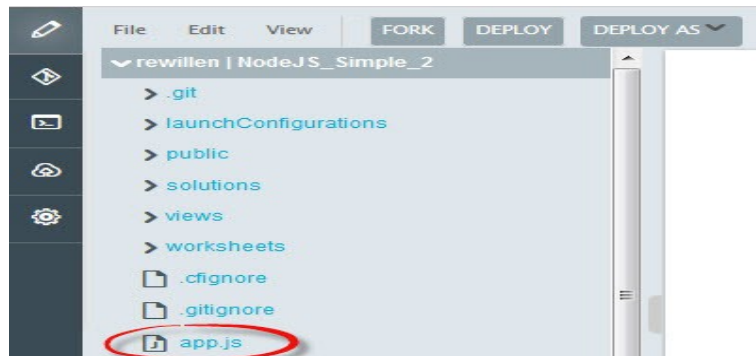 File Edit View FORK DEPLOY DEPLOY AS
rewillen | NodeJS_Simple_2
.git
launchConfigurations
public
solutions
views
worksheets
.cfignore
.gitignore
app.js